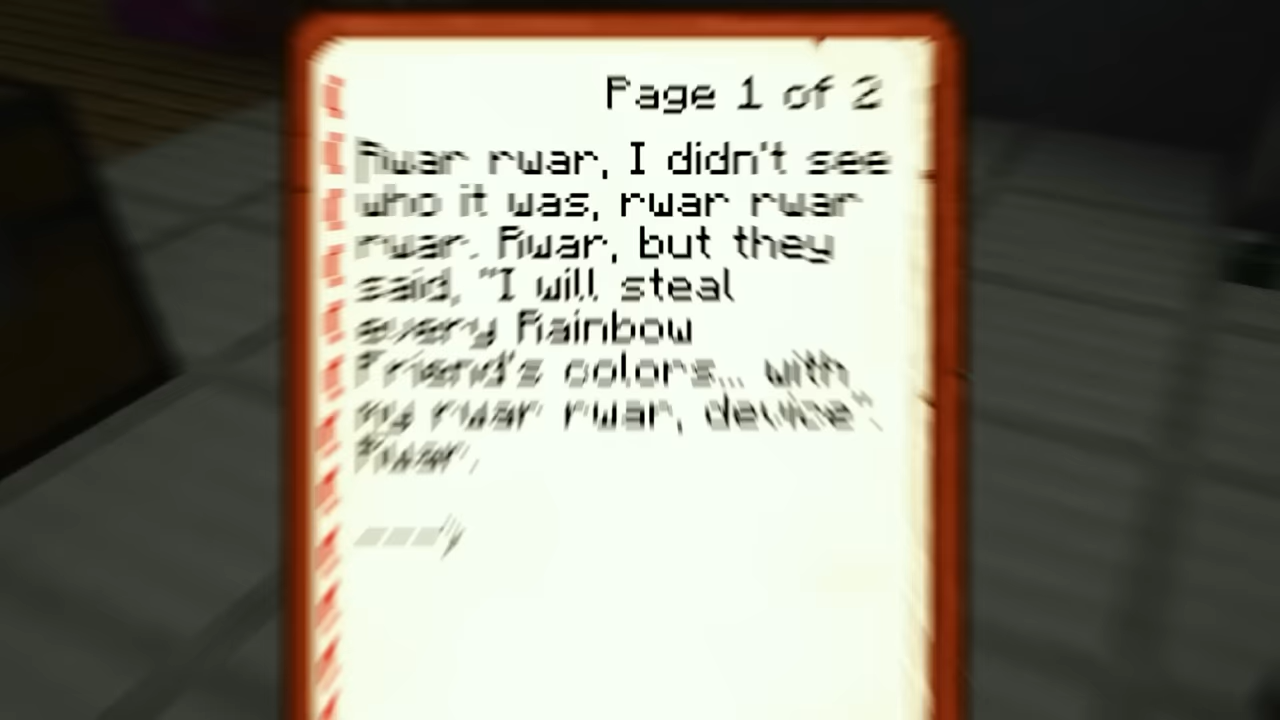 Page 1 of 2
Rwar rwar, I didn't see
who it was, rwar rwar
rwar. Rwar, but they
said, "I will steal
every Rainbow
Friend's colors... with
my rwar rwar, device".
Rwar.
---->